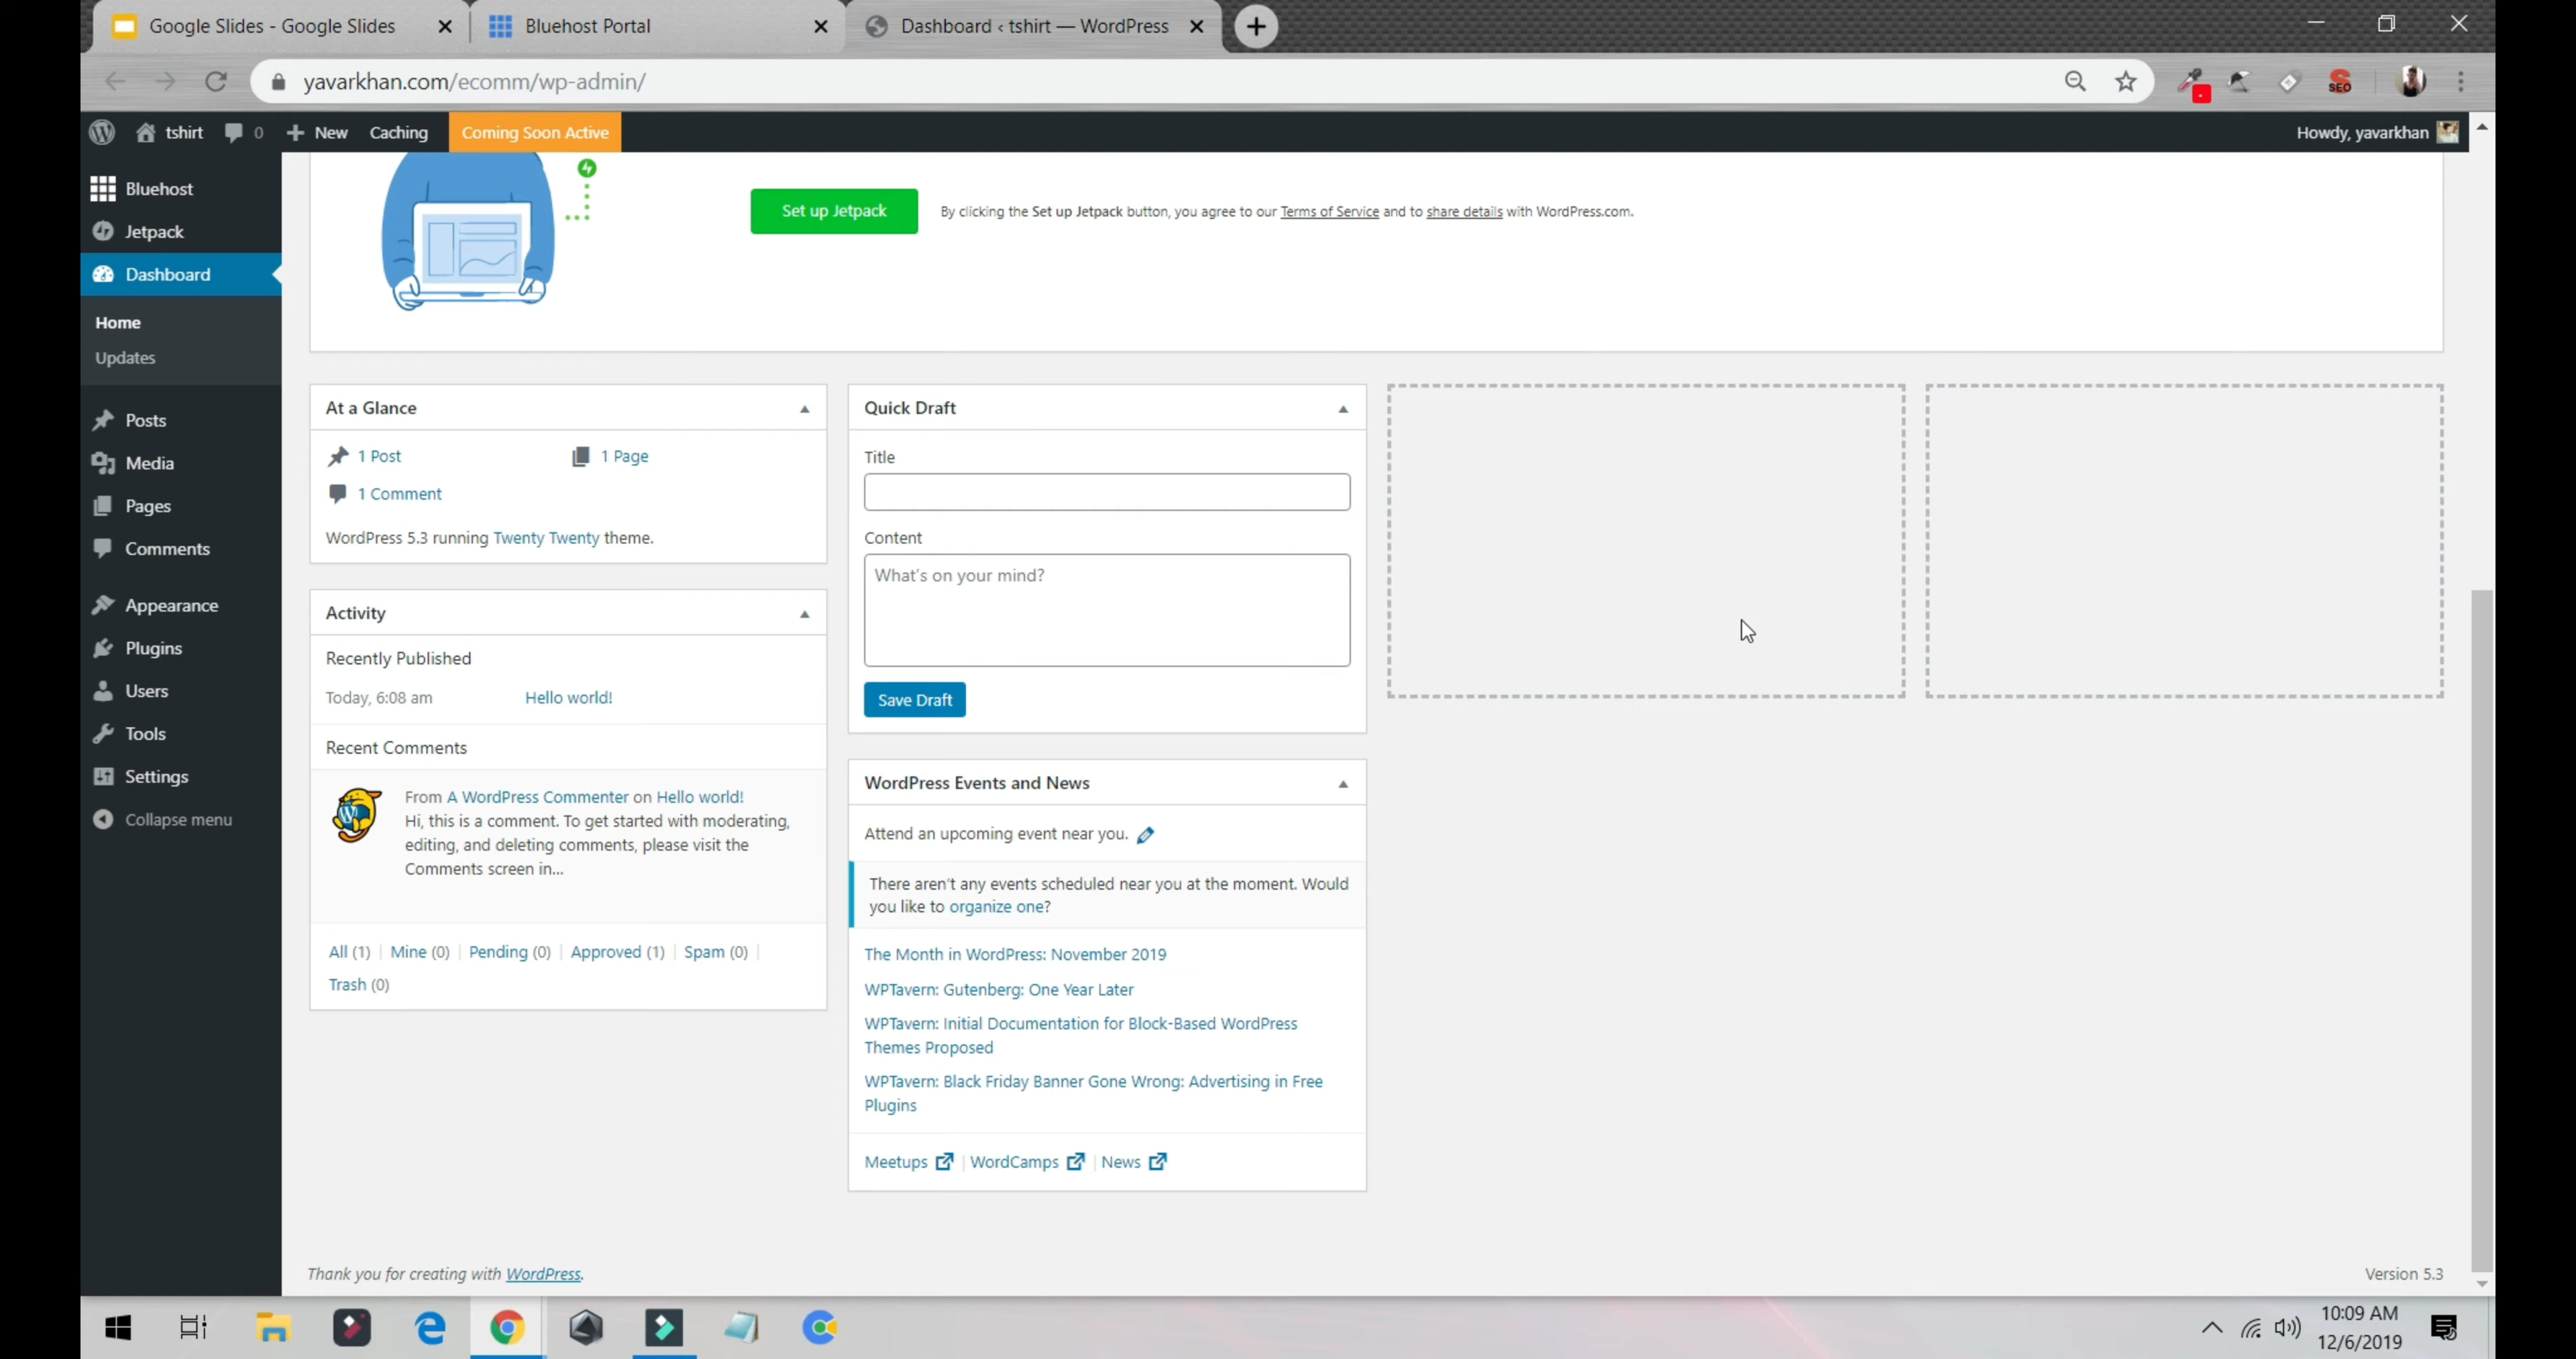 Google Slides - Google Slides
Bluehost Portal
Dashboard ‹ tshirt — WordPress
yavarkhan.com/ecomm/wp-admin/
SEO
tshirt
0
New
Caching
Coming Soon Active
Howdy, yavarkhan
Bluehost
Jetpack
Dashboard
Home
Updates
Posts
Media
Pages
Comments
Appearance
Plugins
Users
Tools
Settings
Collapse menu
Set up Jetpack
By clicking the Set up Jetpack button, you agree to our Terms of Service and to share details with WordPress.com.
At a Glance
1 Post
1 Page
1 Comment
WordPress 5.3 running Twenty Twenty theme.
Activity
Recently Published
Today, 6:08 am Hello world!
Recent Comments
From A WordPress Commenter on Hello world!
Hi, this is a comment. To get started with moderating,
editing, and deleting comments, please visit the
Comments screen in...
All (1) | Mine (0) | Pending (0) | Approved (1) | Spam (0) |
Trash (0)
Quick Draft
Title
Content
What's on your mind?
Save Draft
WordPress Events and News
Attend an upcoming event near you.
There aren't any events scheduled near you at the moment. Would
you like to organize one?
The Month in WordPress: November 2019
WPTavern: Gutenberg: One Year Later
WPTavern: Initial Documentation for Block-Based WordPress
Themes Proposed
WPTavern: Black Friday Banner Gone Wrong: Advertising in Free
Plugins
Meetups | WordCamps | News
Thank you for creating with WordPress.
Version 5.3
10:09 AM
12/6/2019